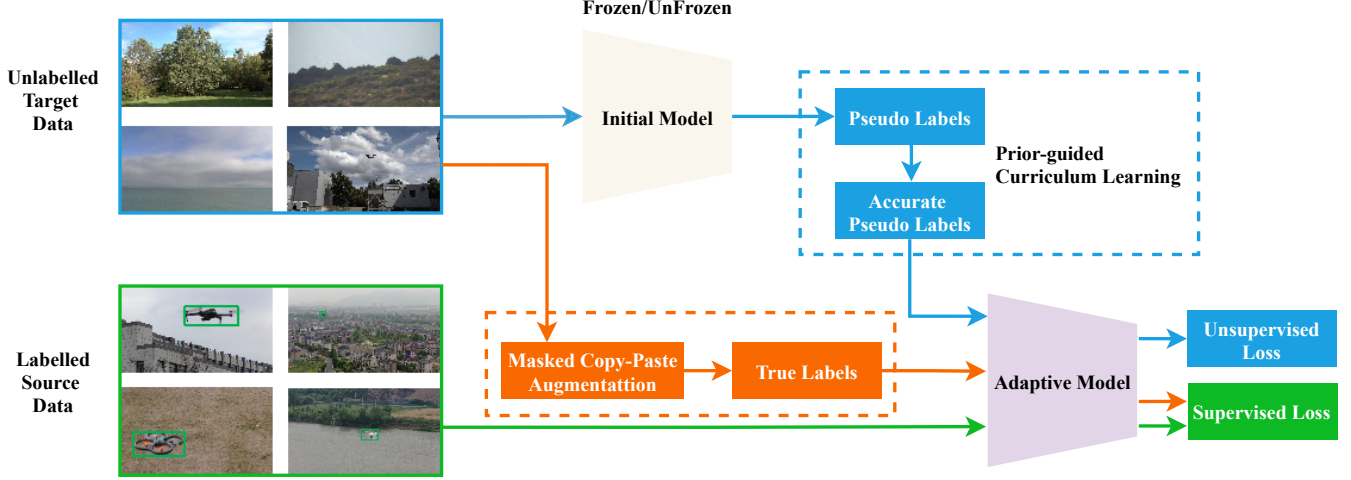 Frozen/UnFrozen
Unlabelled
Target
Data
Initial Model
Pseudo Labels
Prior-guided
Curriculum Learning
Accurate
Pseudo Labels
Labelled
Source
Data
Masked Copy-Paste
Augmentattion
True Labels
Adaptive Model
Unsupervised
Loss
Supervised Loss